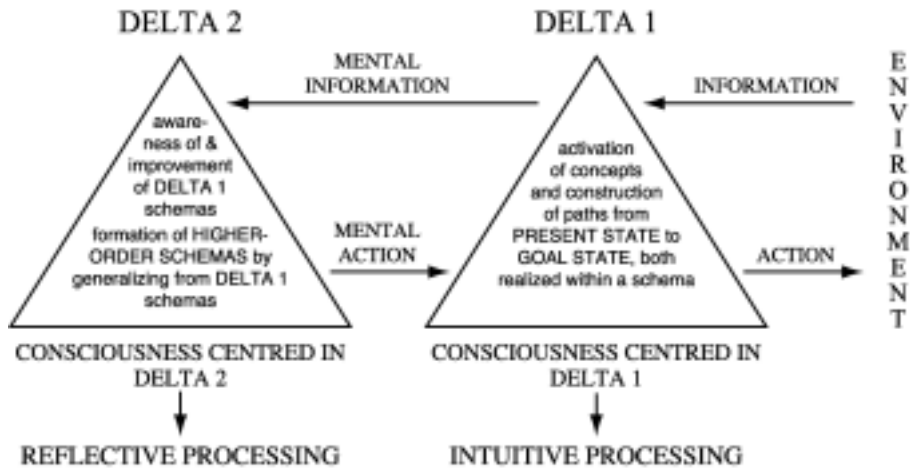 DELTA 2
DELTA 1
MENTAL
INFORMATION
INFORMATION
ENVIRONMENT
aware-
ness of &
improvement
of DELTA 1
schemas
formation of HIGHER-
ORDER SCHEMAS by
generalizing from DELTA 1
schemas
MENTAL
ACTION
activation
of concepts
and construction
of paths from
PRESENT STATE to
GOAL STATE, both
realized within a schema
ACTION
CONSCIOUSNESS CENTRED IN
DELTA 2
CONSCIOUSNESS CENTRED IN
DELTA 1
REFLECTIVE PROCESSING
INTUITIVE PROCESSING